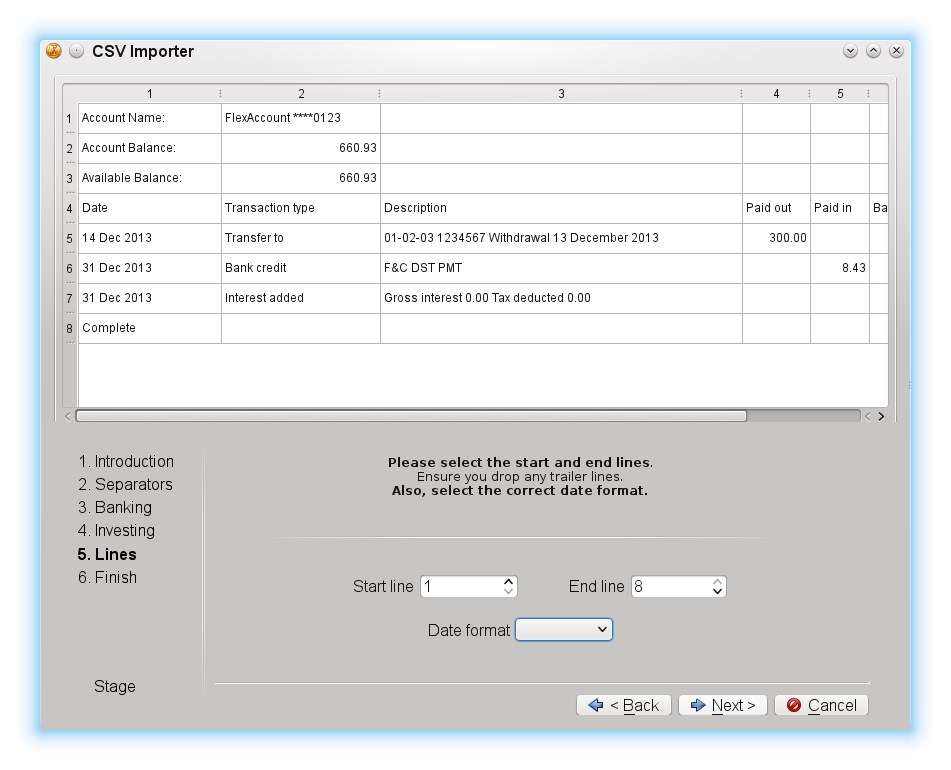 CSV Importer
1 2 3 4 5
1 Account Name: FlexAccount ****0123
2 Account Balance: 660.93
3 Available Balance: 660.93
4 Date Transaction type Description Paid out Paid in Ba
5 14 Dec 2013 Transfer to 01-02-03 1234567 Withdrawal 13 December 2013 300.00
6 31 Dec 2013 Bank credit F&C DST PMT 8.43
7 31 Dec 2013 Interest added Gross interest 0.00 Tax deducted 0.00
8 Complete
1. Introduction
2. Separators
3. Banking
4. Investing
5. Lines
6. Finish
Stage
Please select the start and end lines.
Ensure you drop any trailer lines.
Also, select the correct date format.
Start line 1 End line 8
Date format
< Back Next > Cancel